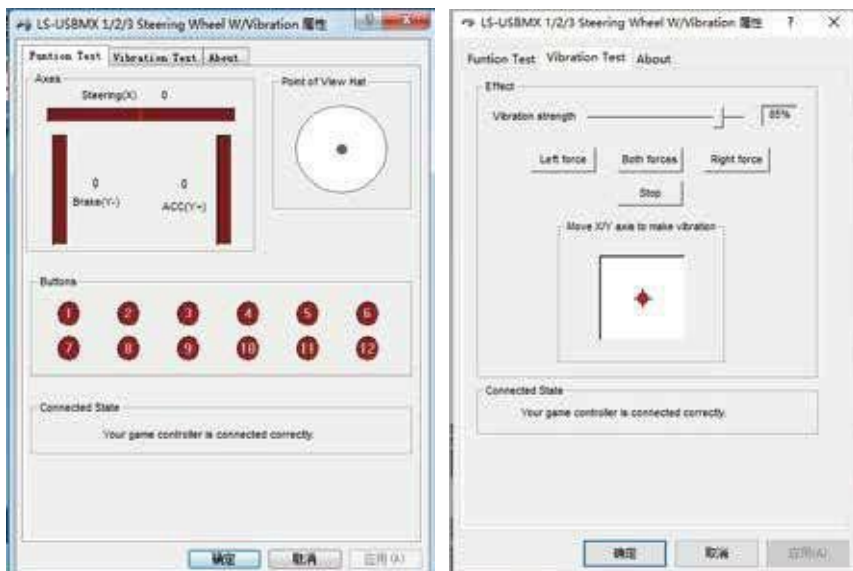 LS-USBMX 1/2/3 Steering Wheel W/Vibration 属性
Funtion Test Vibration Test About
Axes
Steering(X) 0
0 0
Brake(Y-) ACC(Y+)
Point of View Hat
Buttons
1 2 3 4 5 6
7 8 9 10 11 12
Connected State
Your game controller is connected correctly.
确定 取消 应用(A)
LS-USBMX 1/2/3 Steering Wheel W/Vibration 属性 ? X
Funtion Test Vibration Test About
Effect
Vibration strength 85%
Left force Both forces Right force
Stop
Move X/Y axis to make vibration
Connected State
Your game controller is connected correctly.
确定 取消 应用(A)